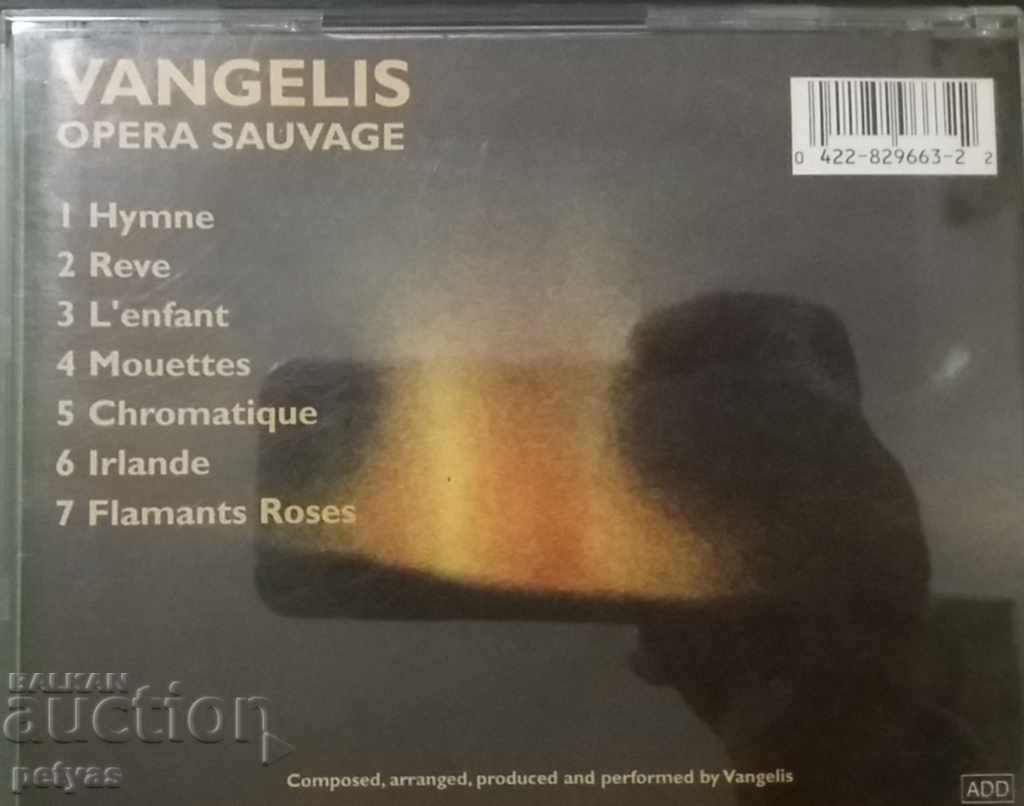 VANGELIS
OPERA SAUVAGE
0 422-829663-2 2
1 Hymne
2 Reve
3 L'enfant
4 Mouettes
5 Chromatique
6 Irlande
7 Flamants Roses
BALKAN
auction
petyas
Composed, arranged, produced and performed by Vangelis
ADD